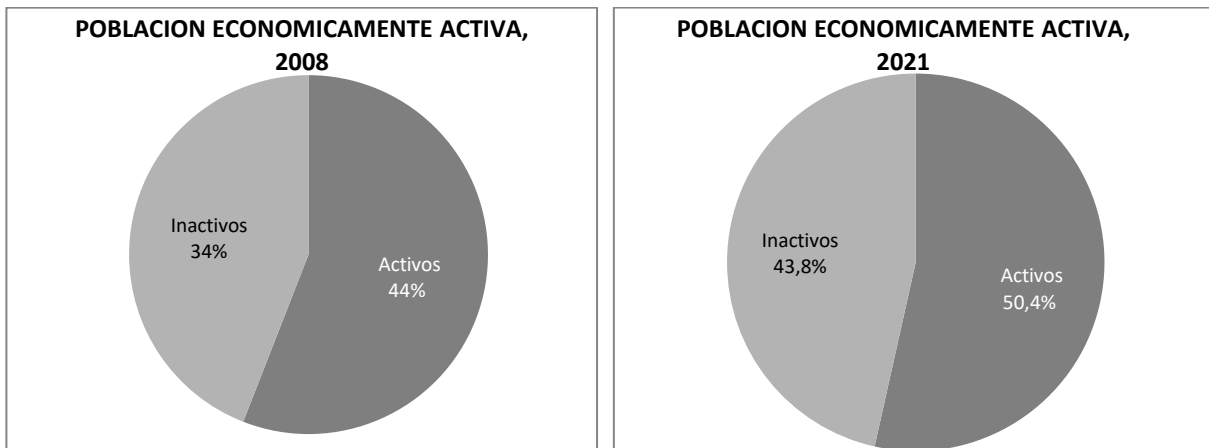 POBLACION ECONOMICAMENTE ACTIVA,
2008
Inactivos
34%
Activos
44%
POBLACION ECONOMICAMENTE ACTIVA,
2021
Inactivos
43,8%
Activos
50,4%